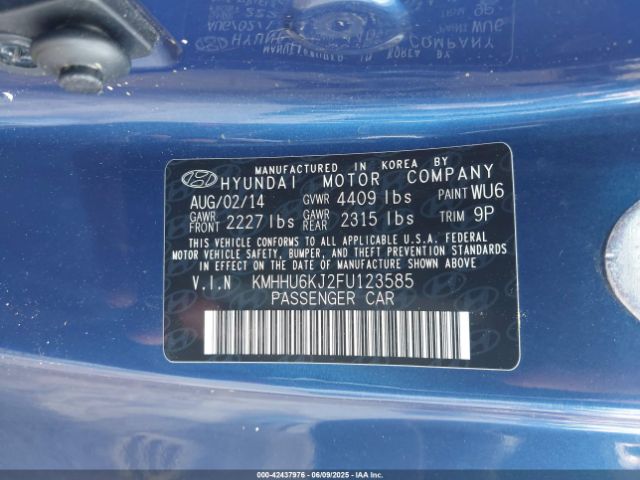 MANUFACTURED IN KOREA BY
HYUNDAI MOTOR COMPANY
AUG/02/14 GVWR 4409 lbs PAINT WU6
GAWR FRONT 2227 lbs GAWR REAR 2315 lbs TRIM 9P
THIS VEHICLE CONFORMS TO ALL APPLICABLE U.S.A. FEDERAL
MOTOR VEHICLE SAFETY, BUMPER, AND THEFT PREVENTION STANDARDS
IN EFFECT ON THE DATE OF MANUFACTURE SHOWN ABOVE
V.I.N KMHHU6KJ2FU123585
PASSENGER CAR
KM-42437976 06/09/2025 © IAA Holdings, LLC